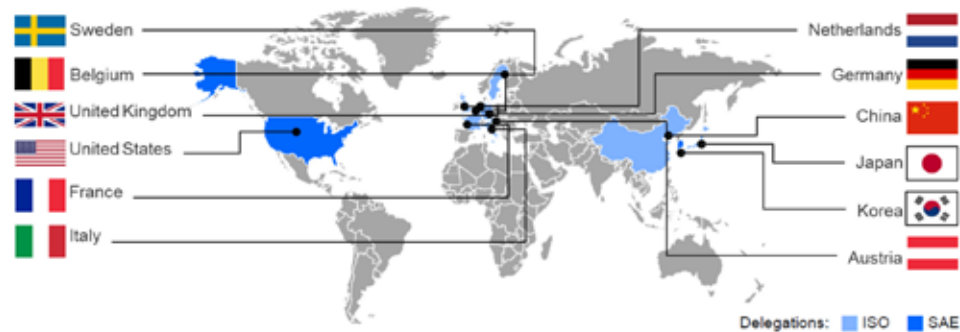 Sweden
Belgium
United Kingdom
United States
France
Italy
Netherlands
Germany
China
Japan
Korea
Austria
Delegations: ISO SAE